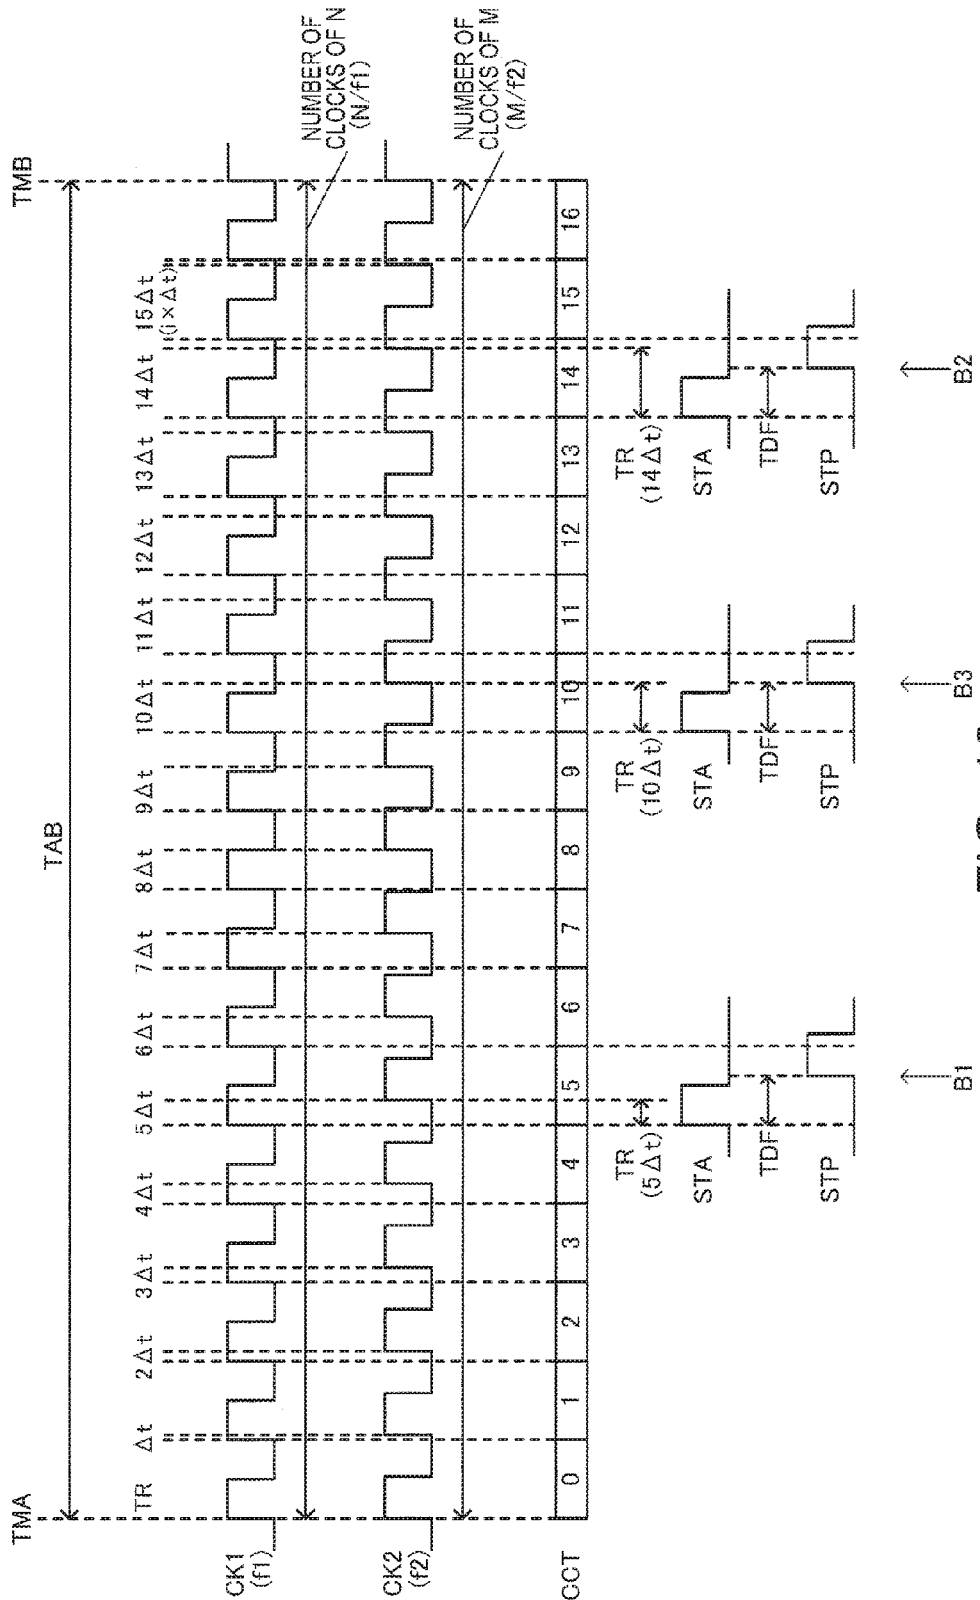 TMA
TMB
TAB
TR
Δt
2Δt
3Δt
4Δt
5Δt
6Δt
7Δt
8Δt
9Δt
10Δt
11Δt
12Δt
13Δt
14Δt
15Δt
(i×Δt)
CK1
(f1)
NUMBER OF
CLOCKS OF N
(N/f1)
CK2
(f2)
NUMBER OF
CLOCKS OF M
(M/f2)
CCT
0
1
2
3
4
5
6
7
8
9
10
11
12
13
14
15
16
TR
(5Δt)
STA
TDF
STP
B1
TR
(10Δt)
STA
TDF
STP
B3
TR
(14Δt)
STA
TDF
STP
B2